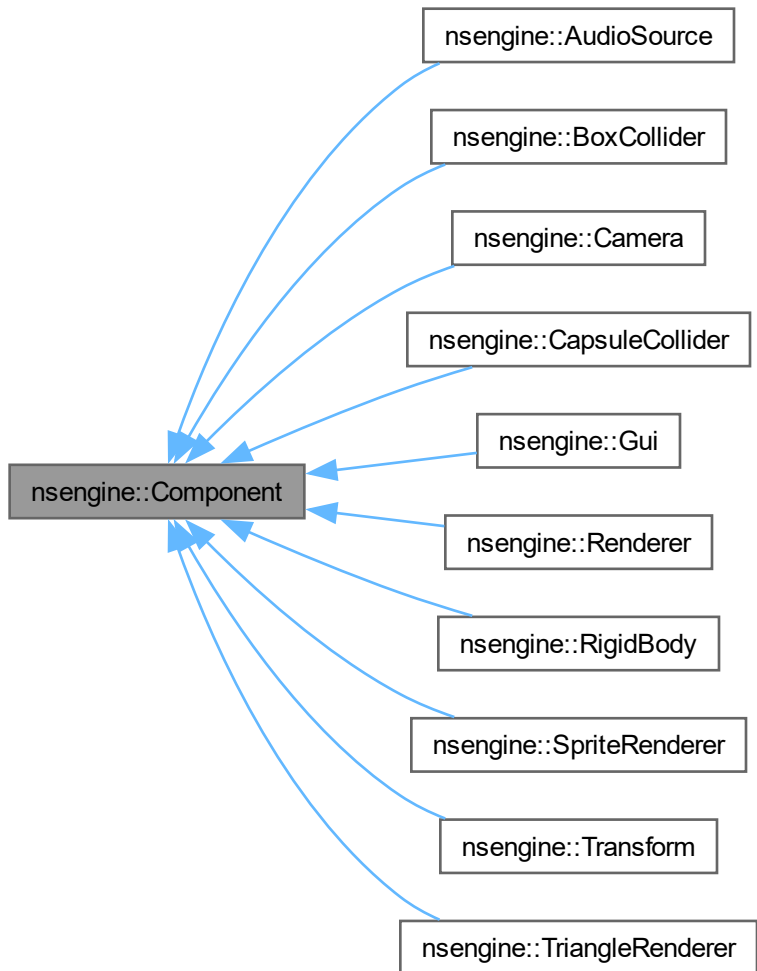 nsengine::AudioSource
nsengine::BoxCollider
nsengine::Camera
nsengine::CapsuleCollider
nsengine::Gui
nsengine::Component
nsengine::Renderer
nsengine::RigidBody
nsengine::SpriteRenderer
nsengine::Transform
nsengine::TriangleRenderer